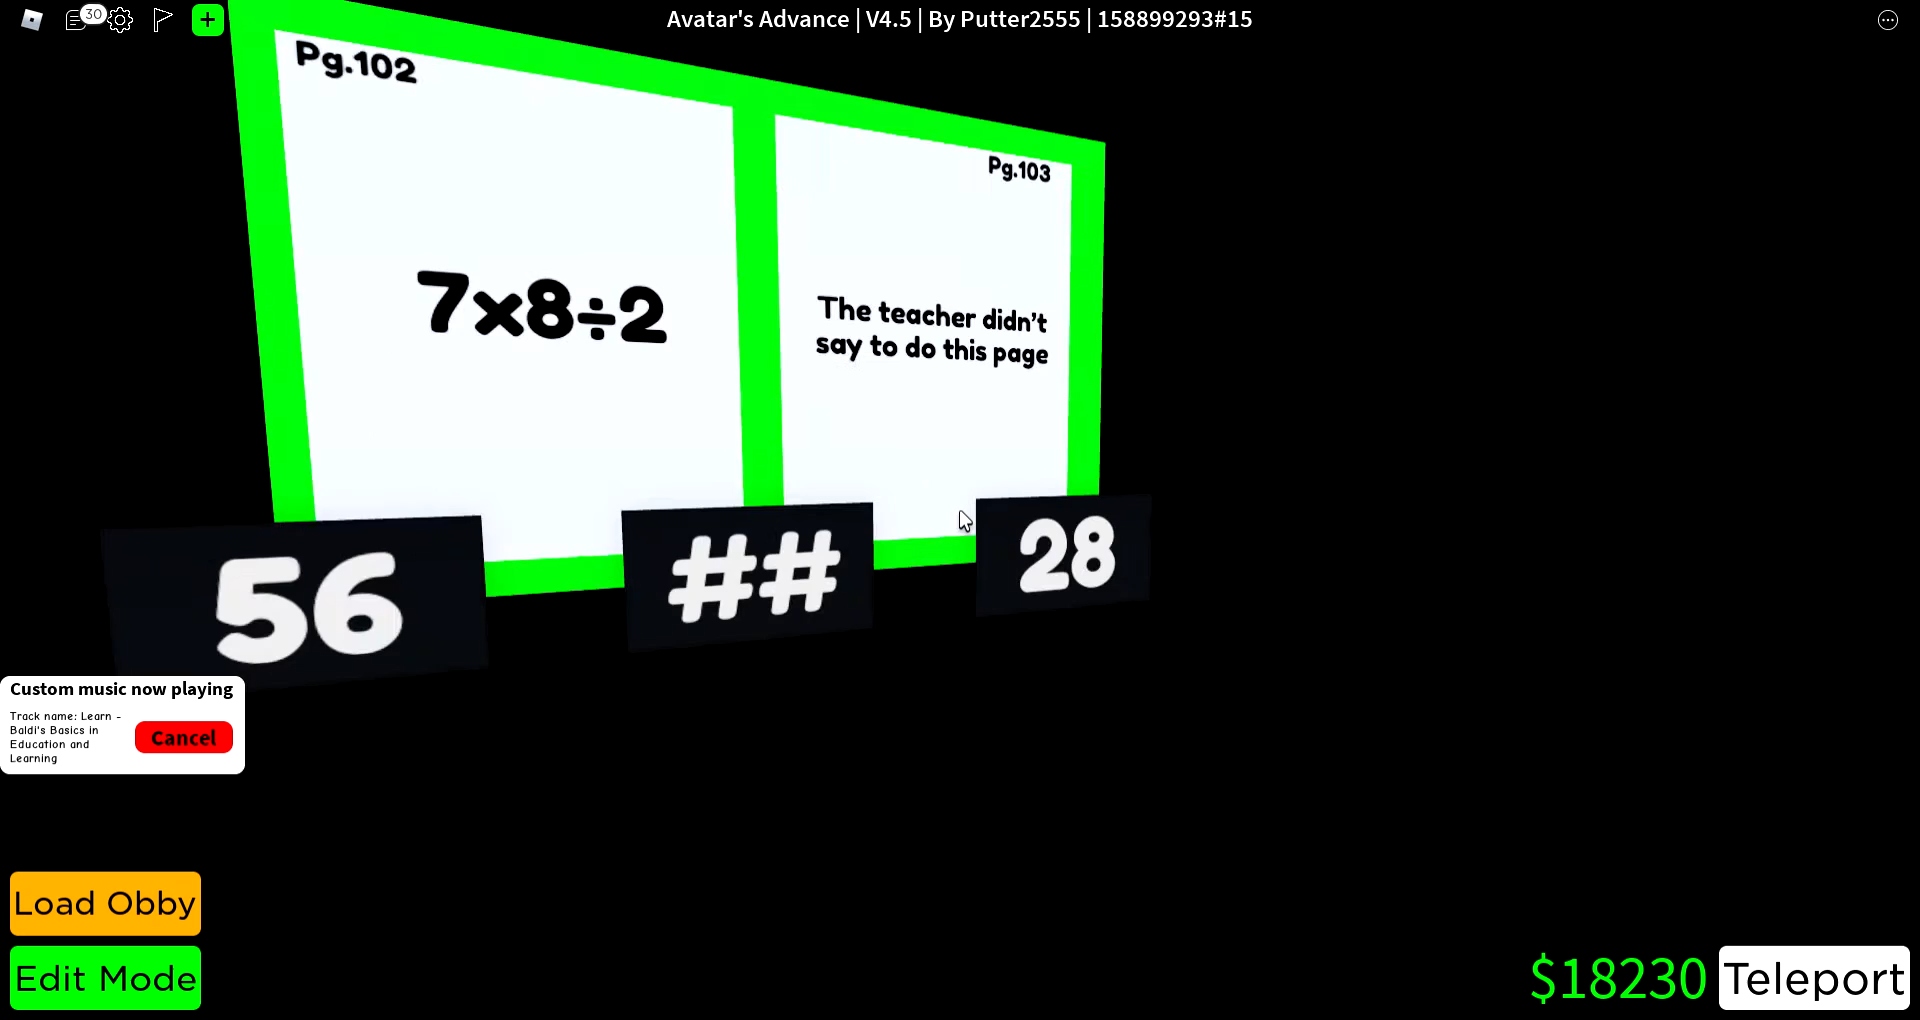 30
Avatar's Advance | V4.5 | By Putter2555 | 158899293#15
Pg.102
Pg.103
7×8÷2
The teacher didn't
say to do this page
56
##
28
Custom music now playing
Track name: Learn -
Baldi's Basics in
Education and
Learning
Cancel
Load Obby
Edit Mode
$18230
Teleport